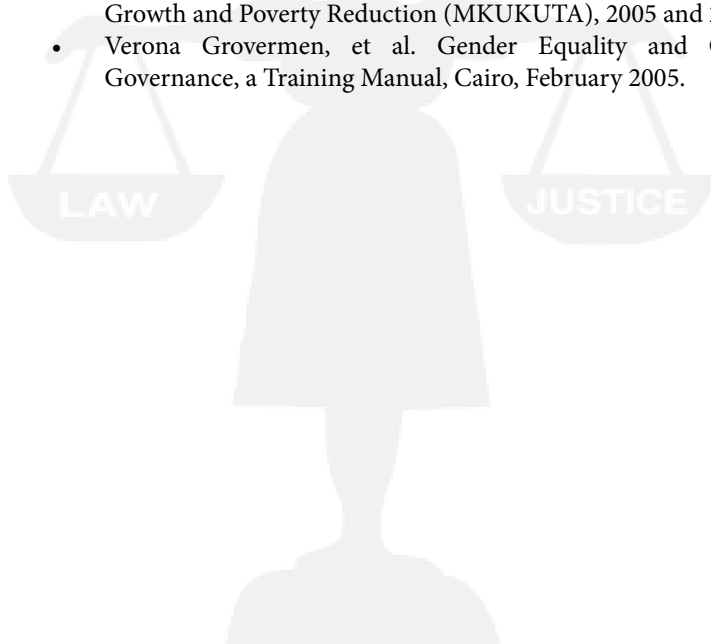 Growth and Poverty Reduction (MKUKUTA), 2005 and
• Verona Grovermen, et al. Gender Equality and
Governance, a Training Manual, Cairo, February 2005.
LAW
JUSTICE